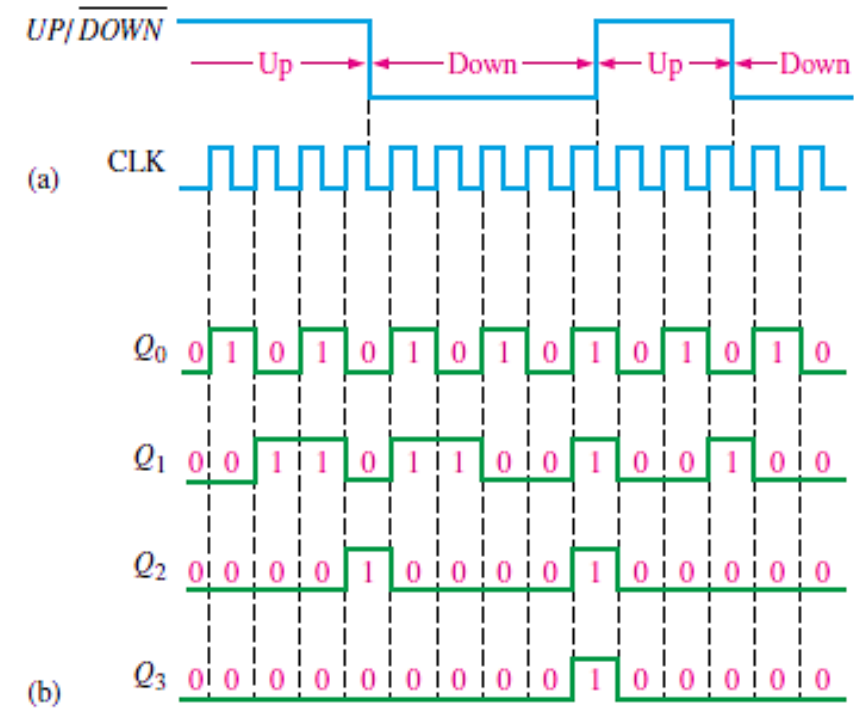 UP/D̅O̅W̅N̅
Up Down Up Down
(a) CLK
Q₀ 0 1 0 1 0 1 0 1 0 1 0 1 0 1 0
Q₁ 0 0 1 1 0 1 1 0 0 1 0 0 1 0 0
Q₂ 0 0 0 0 1 0 0 0 0 1 0 0 0 0 0
(b) Q₃ 0 0 0 0 0 0 0 0 0 1 0 0 0 0 0